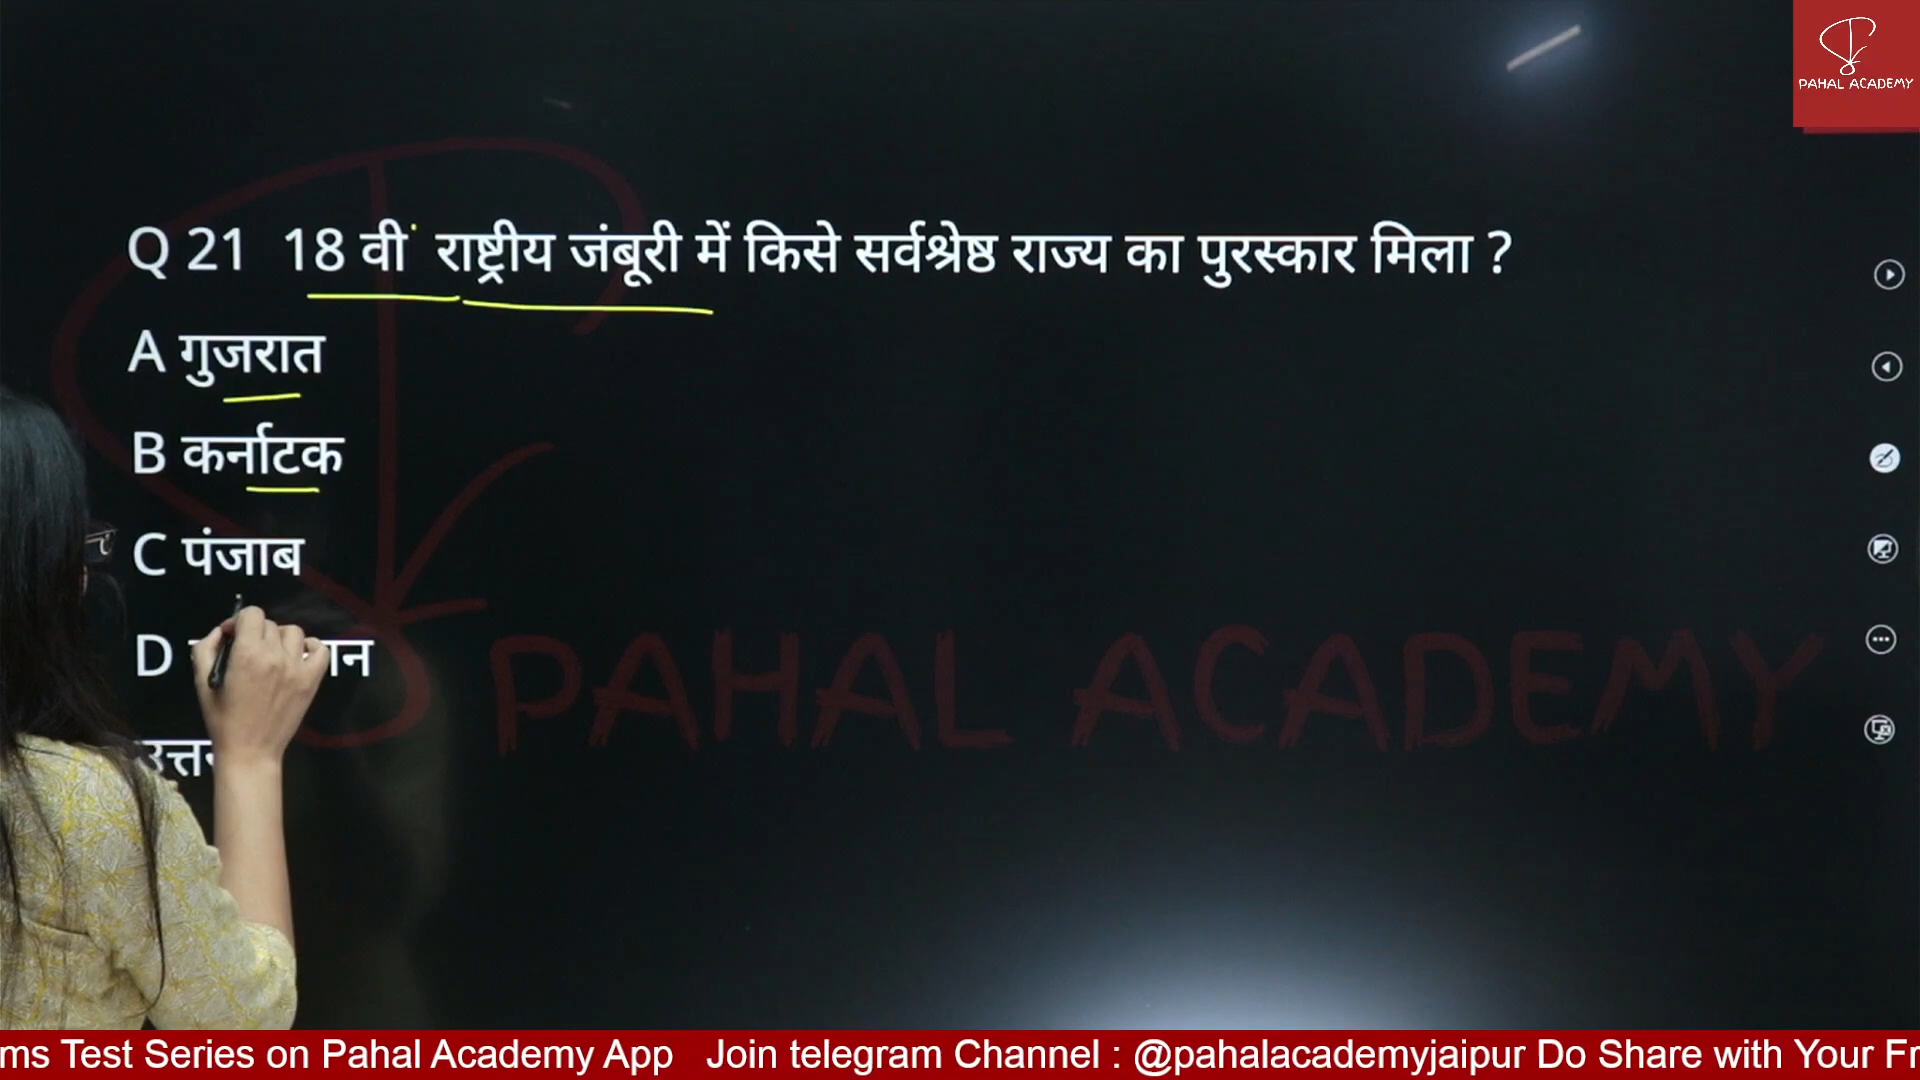 PAHAL ACADEMY
Q 21 18 वी राष्ट्रीय जंबूरी में किसे सर्वश्रेष्ठ राज्य का पुरस्कार मिला ?
A गुजरात
B कर्नाटक
C पंजाब
D
PAHAL ACADEMY
ms Test Series on Pahal Academy App Join telegram Channel : @pahalacademyjaipur Do Share with Your Fr